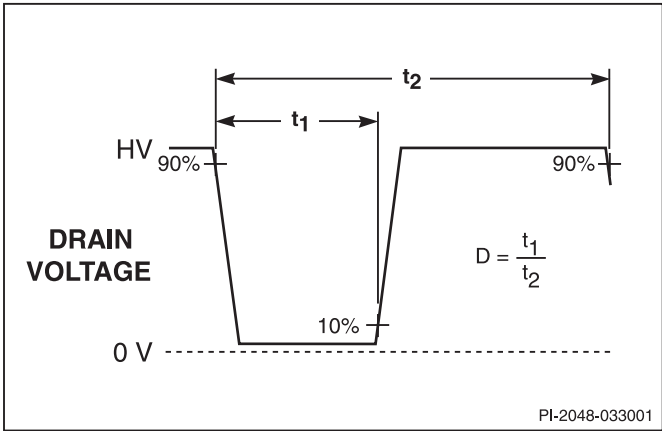 t2
t1
HV
90%
90%
DRAIN
VOLTAGE
D = t1
t2
10%
0 V
PI-2048-033001